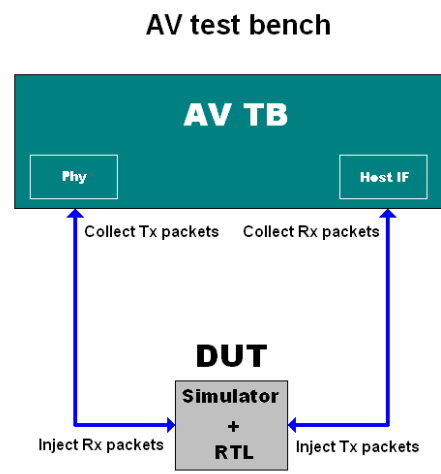 AV test bench
AV TB
Phy
Host IF
Collect Tx packets
Collect Rx packets
DUT
Simulator
+
RTL
Inject Rx packets
Inject Tx packets